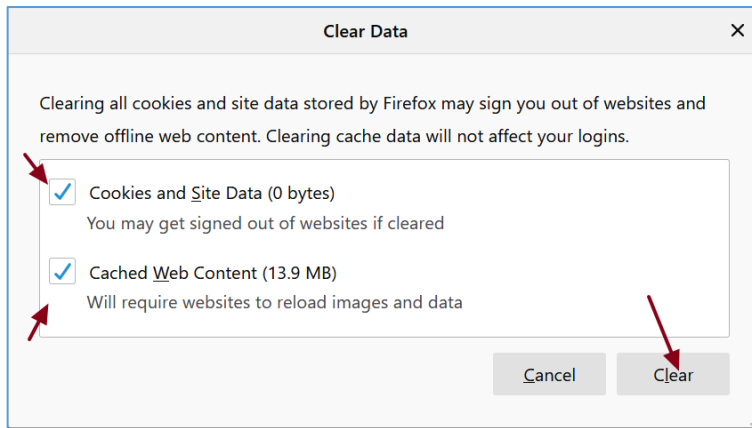 Clear Data
Clearing all cookies and site data stored by Firefox may sign you out of websites and
remove offline web content. Clearing cache data will not affect your logins.
Cookies and Site Data (0 bytes)
You may get signed out of websites if cleared
Cached Web Content (13.9 MB)
Will require websites to reload images and data
Cancel
Clear